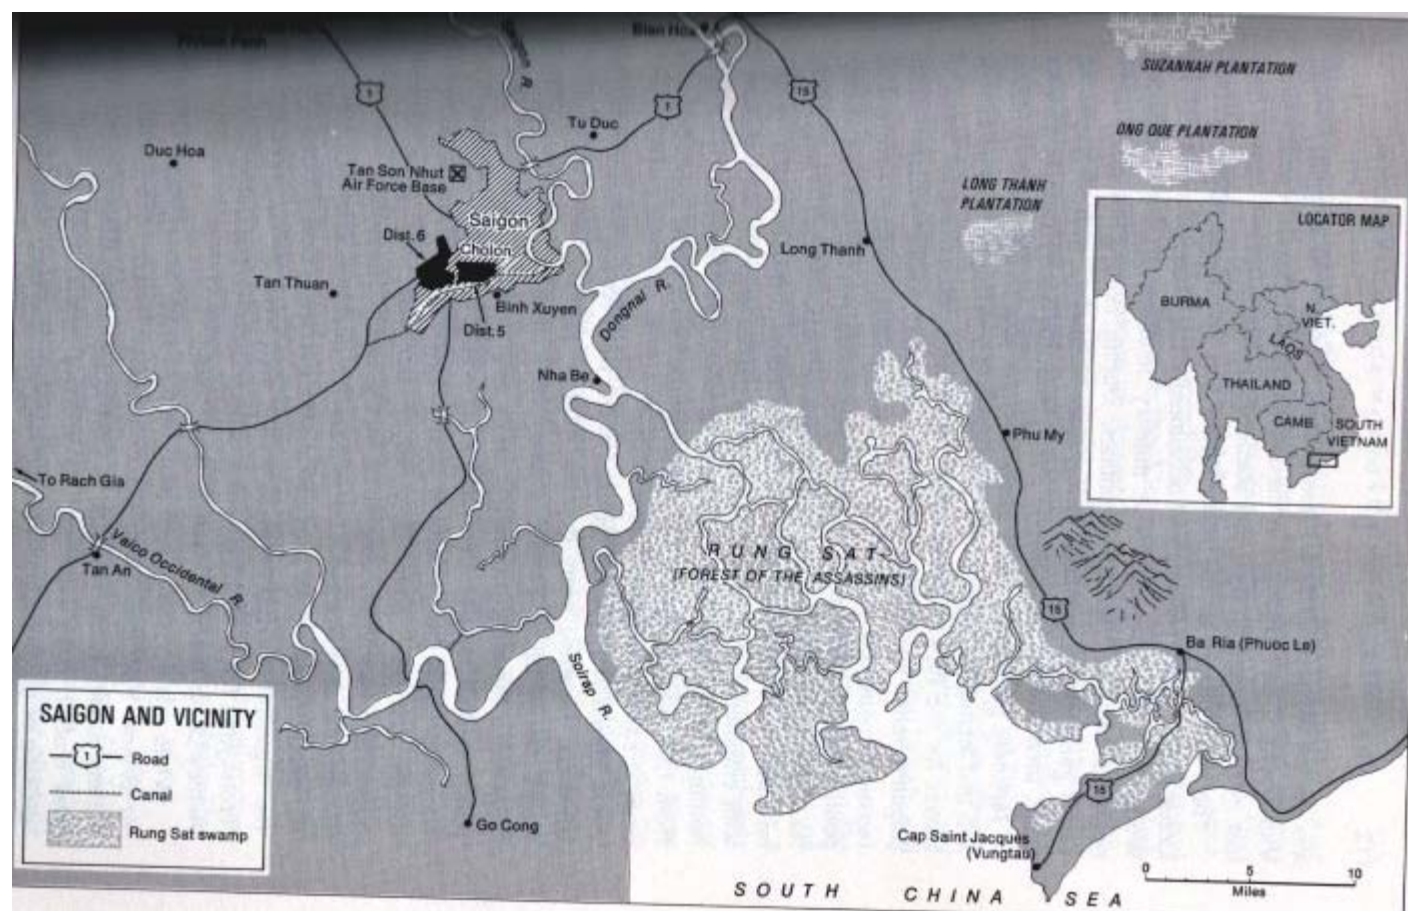 Bien Hoa
SUZANNAH PLANTATION
1
15
1
Tu Duc
ONG QUE PLANTATION
Duc Hoa
Tan Son Nhut
Air Force Base
LONG THANH
PLANTATION
Saigon
LOCATOR MAP
Dist. 6
Cholon
Long Thanh
Tan Thuan
Binh Xuyen
Dongnai R.
Dist. 5
BURMA
N.
VIET.
LAOS
THAILAND
CAMB.
SOUTH
VIETNAM
Nha Be
Phu My
To Rach Gia
Vaico Occidental R.
Tan An
RUNG SAT
(FOREST OF THE ASSASSINS)
15
Ba Ria (Phuoc Le)
Soirap R.
SAIGON AND VICINITY
1
Road
Canal
Rung Sat swamp
Go Cong
15
Cap Saint Jacques
(Vungtau)
0 5 10
Miles
SOUTH CHINA SEA